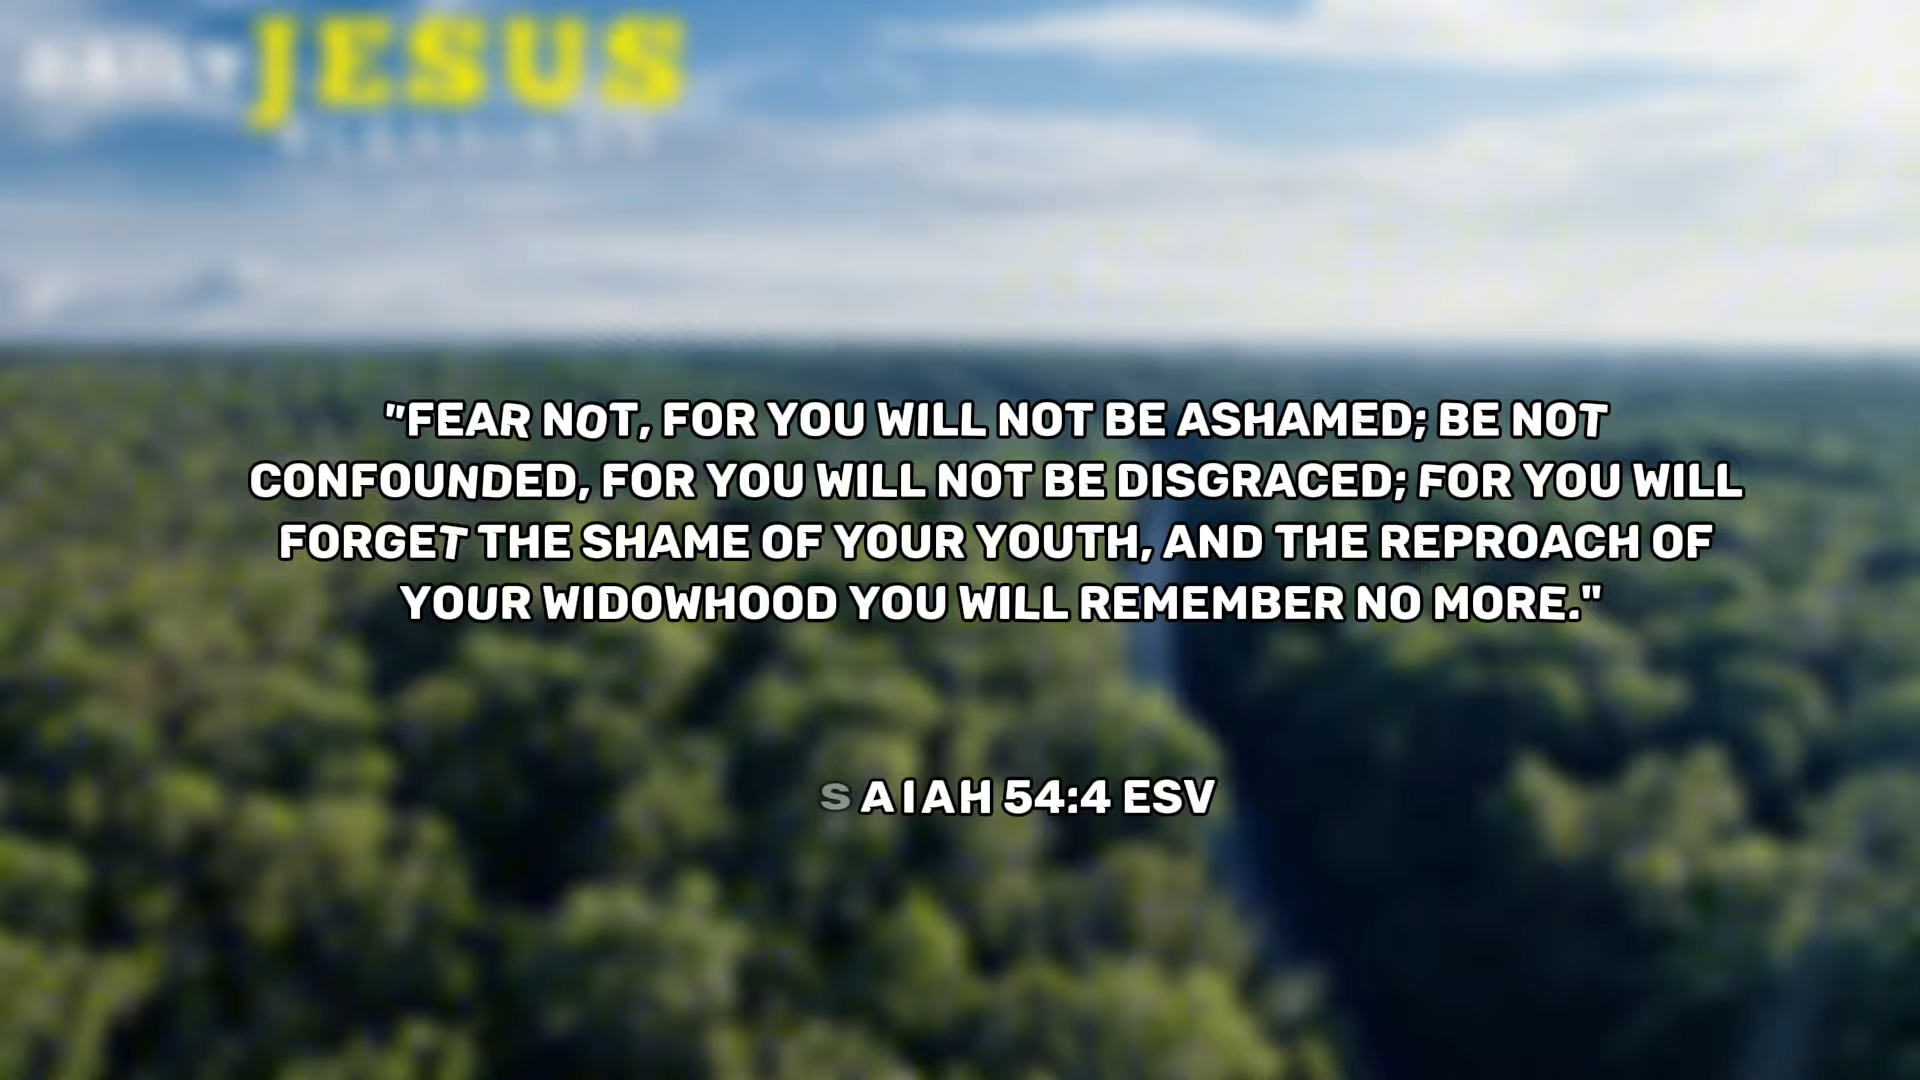 JESUS
"FEAR NOT, FOR YOU WILL NOT BE ASHAMED; BE NOT
CONFOUNDED, FOR YOU WILL NOT BE DISGRACED; FOR YOU WILL
FORGET THE SHAME OF YOUR YOUTH, AND THE REPROACH OF
YOUR WIDOWHOOD YOU WILL REMEMBER NO MORE."
SAIAH 54:4 ESV